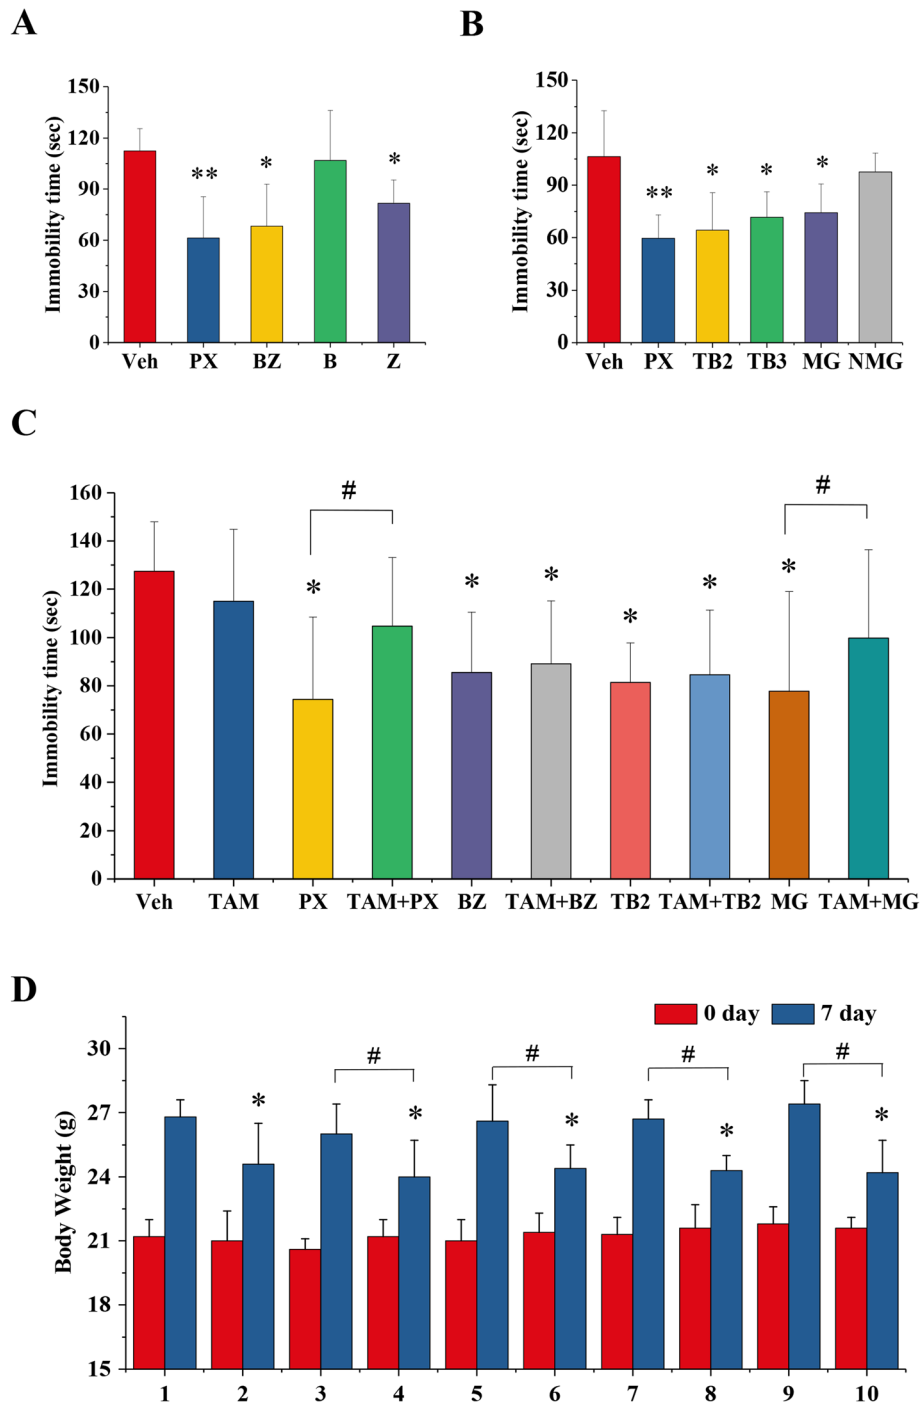 A
Immobility time (sec)
150
120
90
60
30
0
** * *
Veh PX BZ B Z
B
Immobility time (sec)
150
120
90
60
30
0
** * * *
Veh PX TB2 TB3 MG NMG
C
Immobility time (sec)
160
140
120
100
80
60
40
20
0
# #
* * * * * *
Veh TAM PX TAM+PX BZ TAM+BZ TB2 TAM+TB2 MG TAM+MG
D
0 day 7 day
Body Weight (g)
30
27
24
21
18
15
# # # #
* * * * *
1 2 3 4 5 6 7 8 9 10